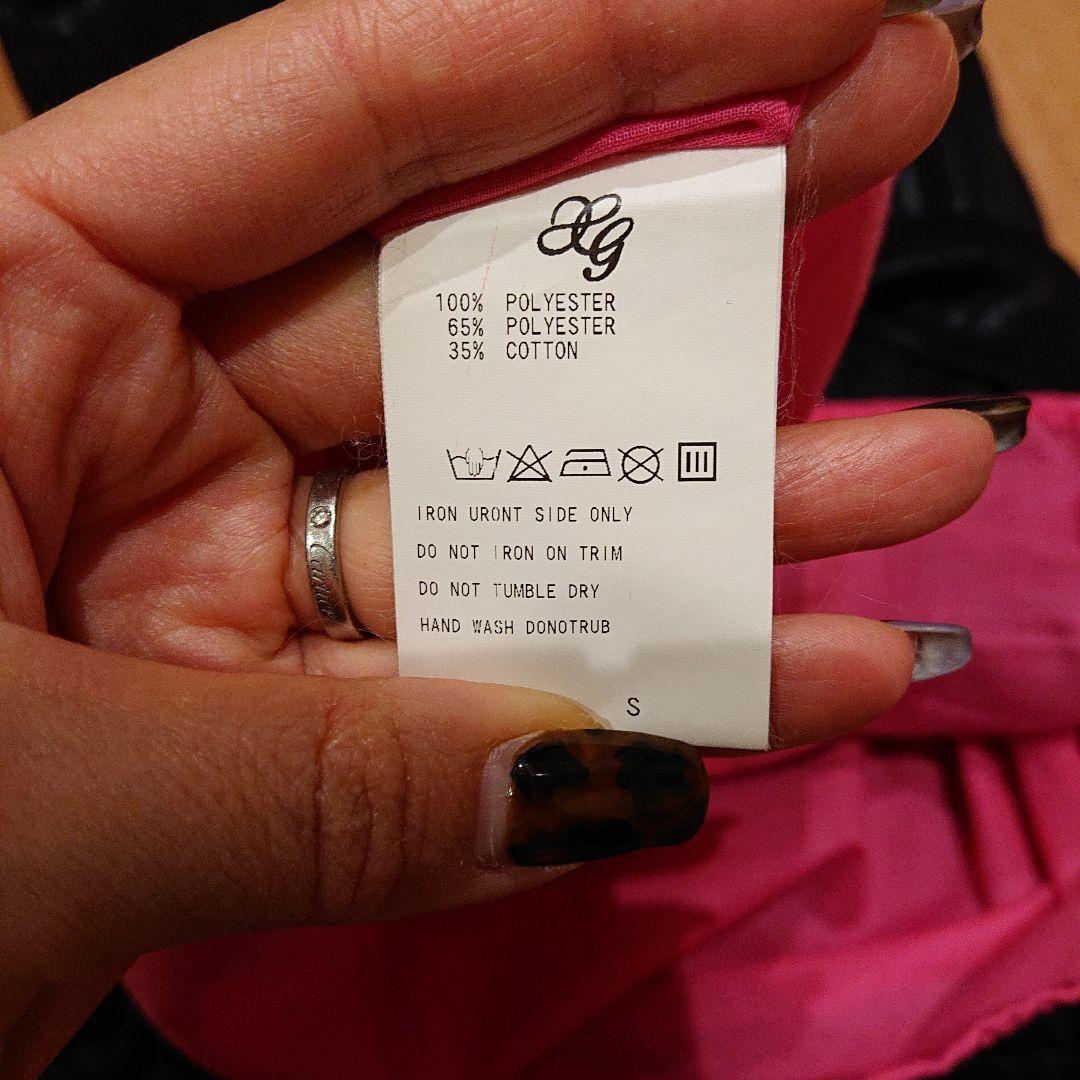 100% POLYESTER
65% POLYESTER
35% COTTON
IRON URONT SIDE ONLY
DO NOT IRON ON TRIM
DO NOT TUMBLE DRY
HAND WASH DONOTRUB
S
Cartier